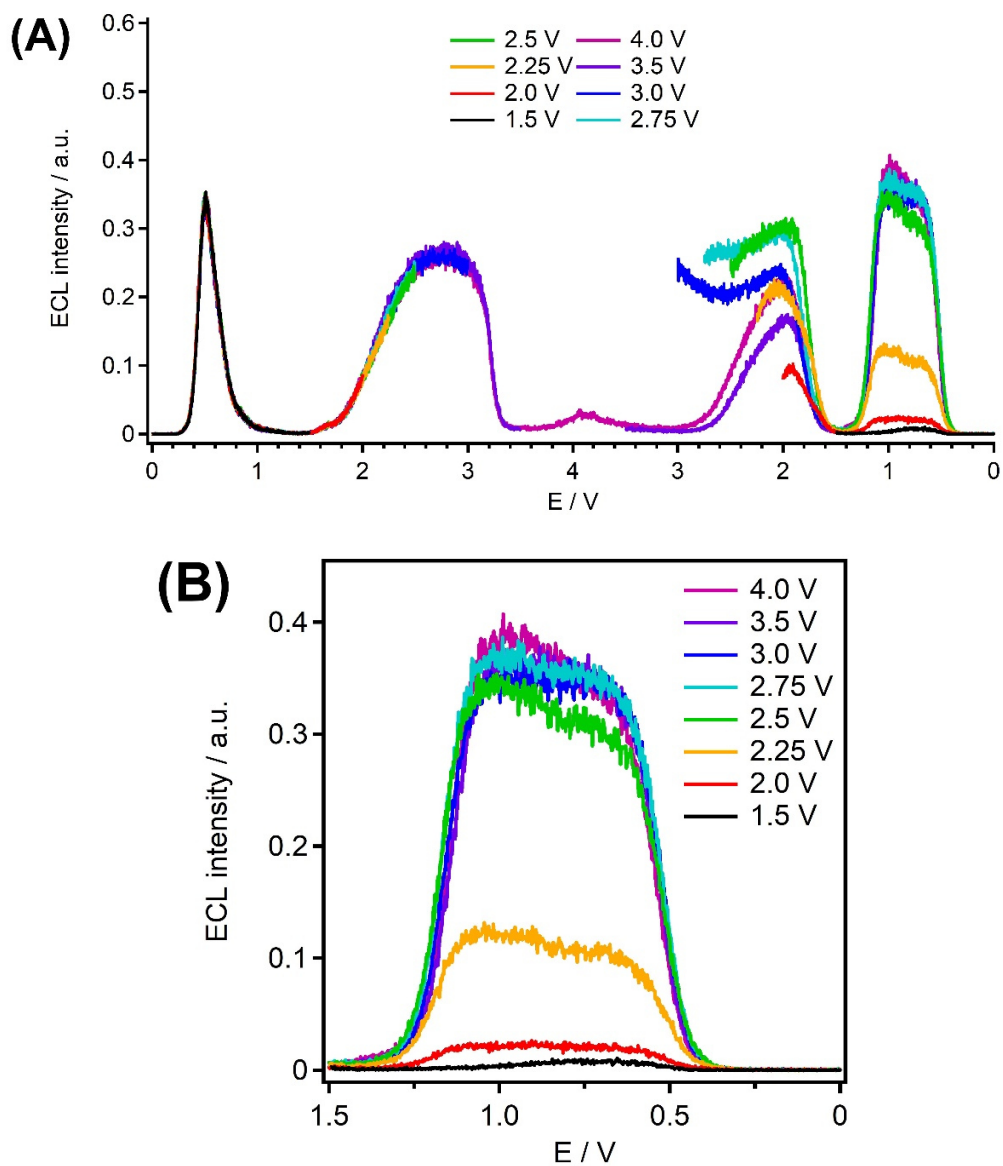 (A)
0.6
0.5
0.4
0.3
0.2
0.1
0
ECL intensity / a.u.
2.5 V 4.0 V
2.25 V 3.5 V
2.0 V 3.0 V
1.5 V 2.75 V
0 1 2 3 4 3 2 1 0
E / V
(B)
0.4
0.3
0.2
0.1
0
ECL intensity / a.u.
4.0 V
3.5 V
3.0 V
2.75 V
2.5 V
2.25 V
2.0 V
1.5 V
1.5 1.0 0.5 0
E / V